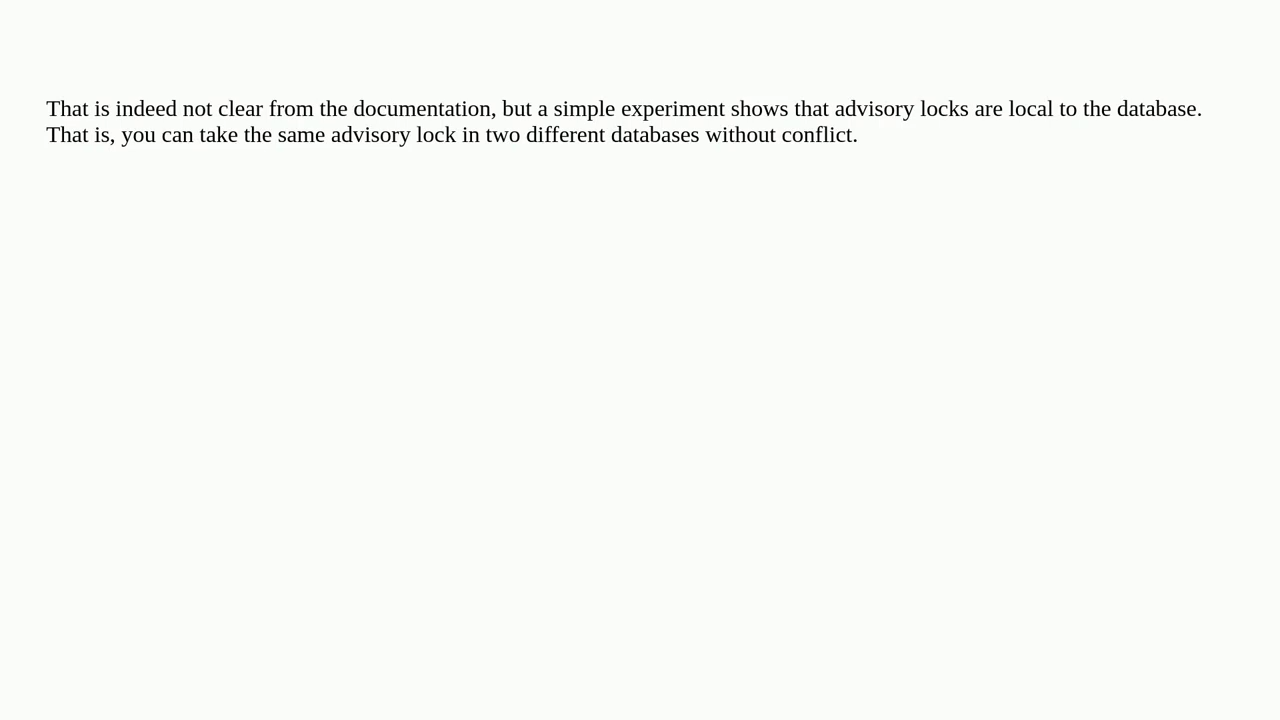 That is indeed not clear from the documentation, but a simple experiment shows that advisory locks are local to the database.
That is, you can take the same advisory lock in two different databases without conflict.